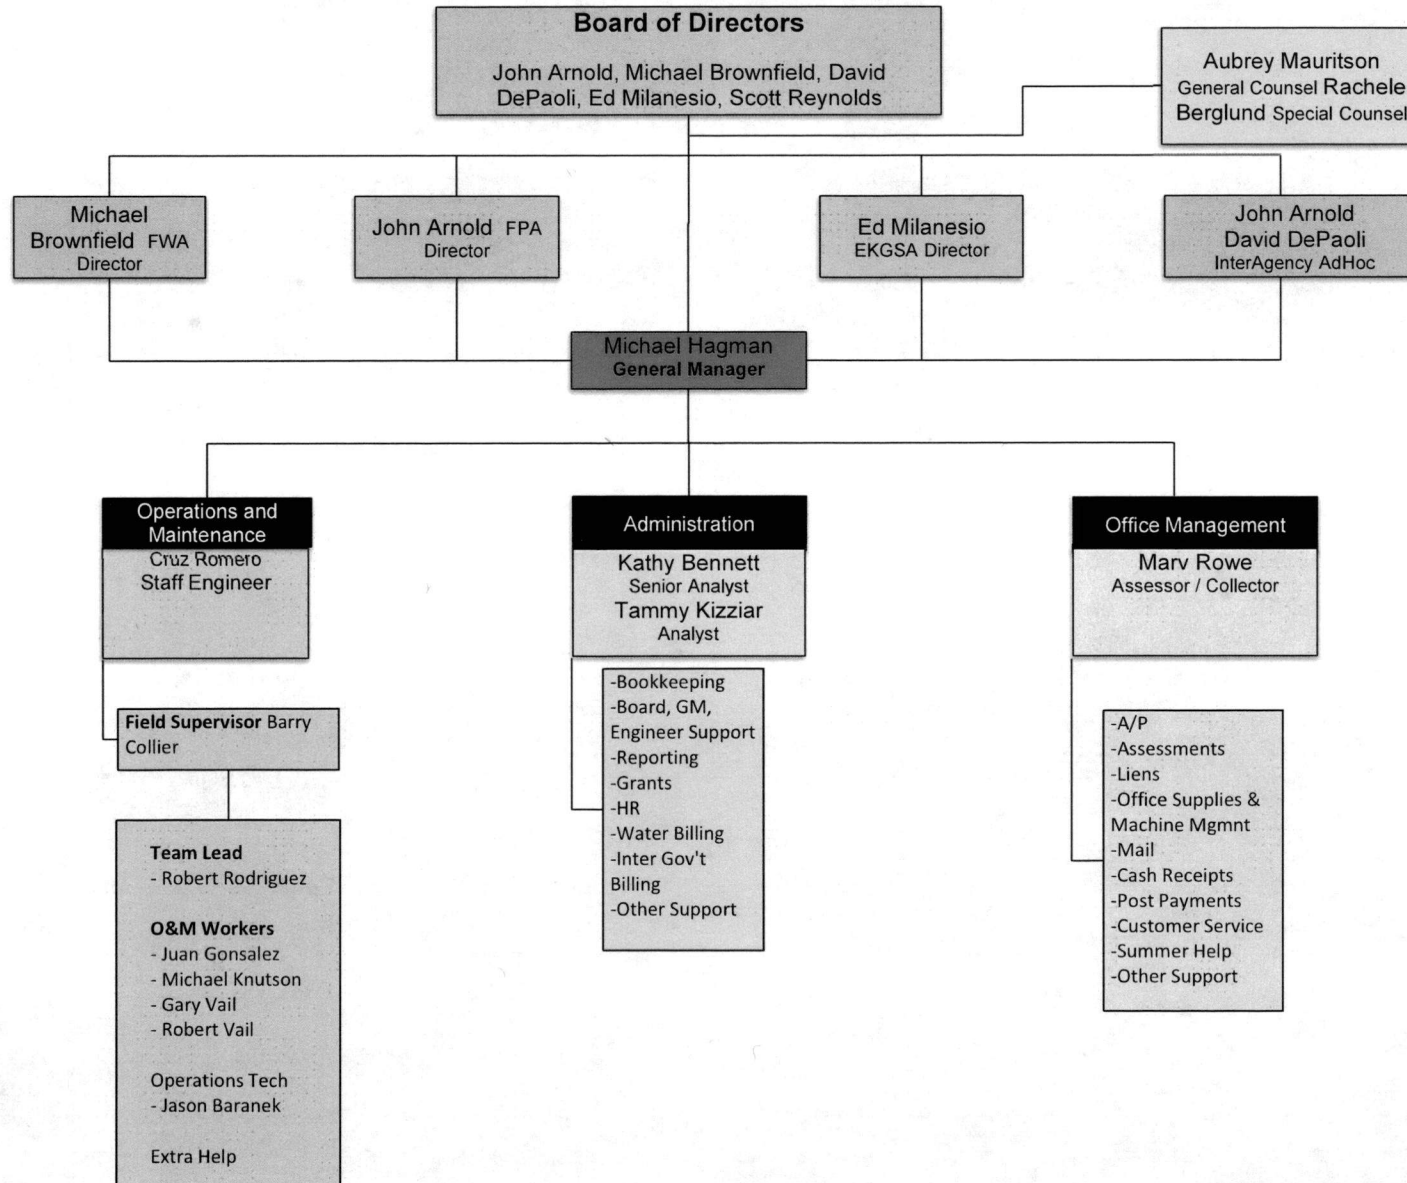 Board of Directors
John Arnold, Michael Brownfield, David
DePaoli, Ed Milanesio, Scott Reynolds
Aubrey Mauritson
General Counsel Rachele
Berglund Special Counsel
Michael
Brownfield FWA
Director
John Arnold FPA
Director
Ed Milanesio
EKGSA Director
John Arnold
David DePaoli
InterAgency AdHoc
Michael Hagman
General Manager
Operations and
Maintenance
Cruz Romero
Staff Engineer
Field Supervisor Barry
Collier
Team Lead
- Robert Rodriguez
O&M Workers
- Juan Gonsalez
- Michael Knutson
- Gary Vail
- Robert Vail
Operations Tech
- Jason Baranek
Extra Help
Administration
Kathy Bennett
Senior Analyst
Tammy Kizziar
Analyst
-Bookkeeping
-Board, GM,
Engineer Support
-Reporting
-Grants
-HR
-Water Billing
-Inter Gov't
Billing
-Other Support
Office Management
Marv Rowe
Assessor / Collector
-A/P
-Assessments
-Liens
-Office Supplies &
Machine Mgmnt
-Mail
-Cash Receipts
-Post Payments
-Customer Service
-Summer Help
-Other Support